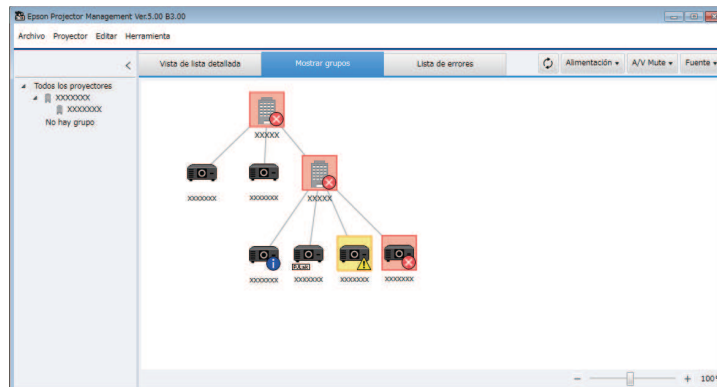 Epson Projector Management Ver.5.00 B3.00
Archivo Proyector Editar Herramienta
< Vista de lista detallada Mostrar grupos Lista de errores Alimentación A/V Mute Fuente
Todos los proyectores
XXXXXXX
XXXXXXX
No hay grupo
XXXXX
XXXXXXX XXXXXXX
XXXXX
PJLink
XXXXXXX XXXXXXX XXXXXXX XXXXXXX
- + 100%